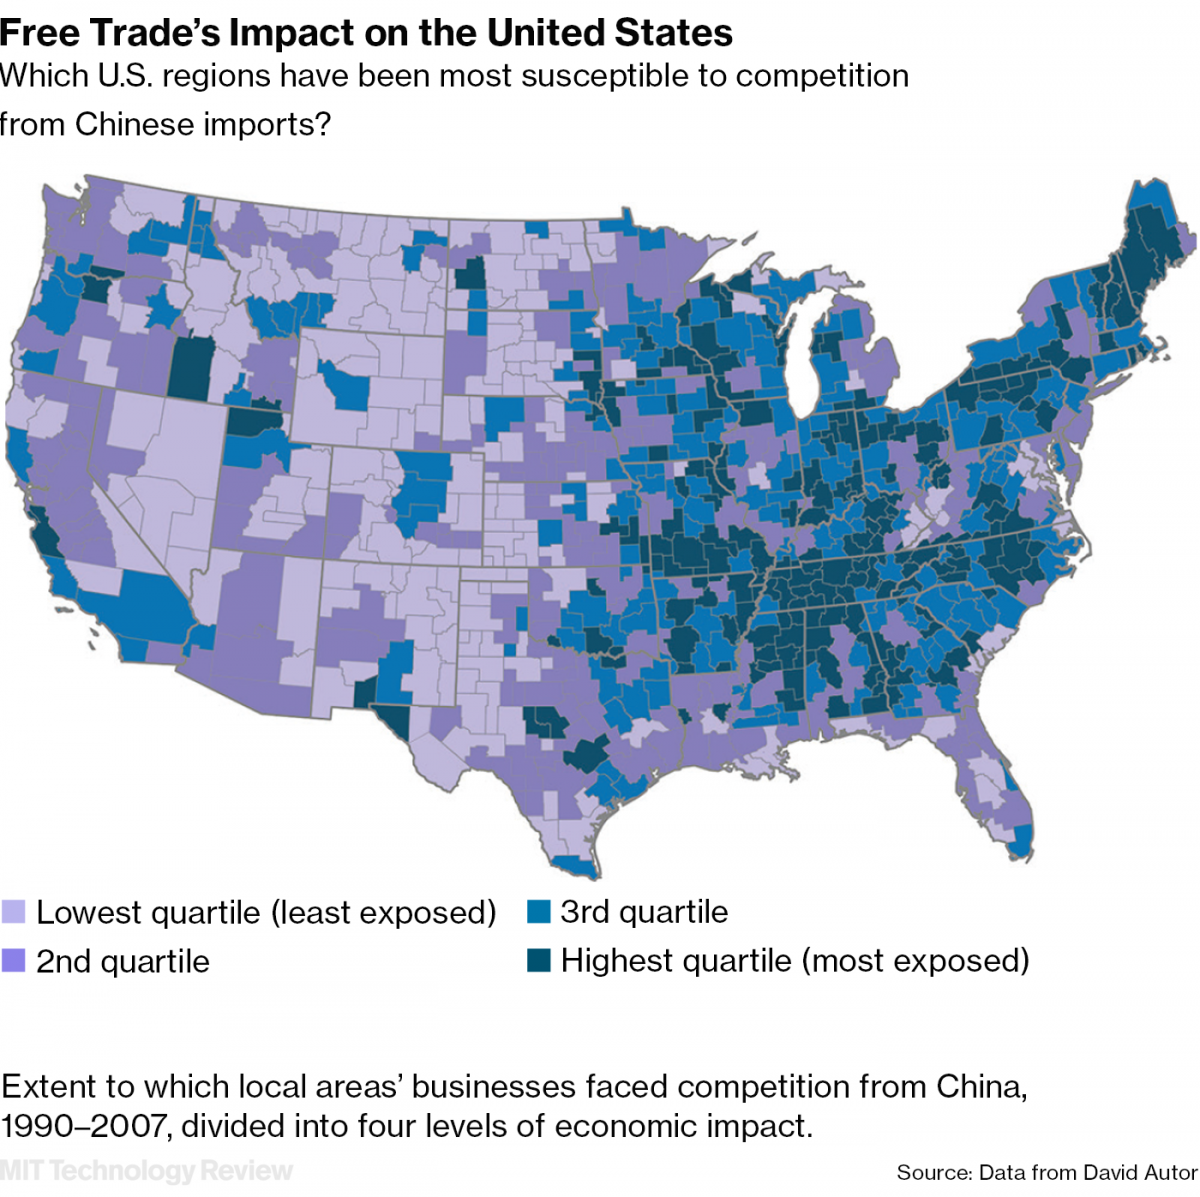 Free Trade’s Impact on the United States
Which U.S. regions have been most susceptible to competition
from Chinese imports?
Lowest quartile (least exposed)
3rd quartile
2nd quartile
Highest quartile (most exposed)
Extent to which local areas’ businesses faced competition from China,
1990–2007, divided into four levels of economic impact.
MIT Technology Review
Source: Data from David Autor